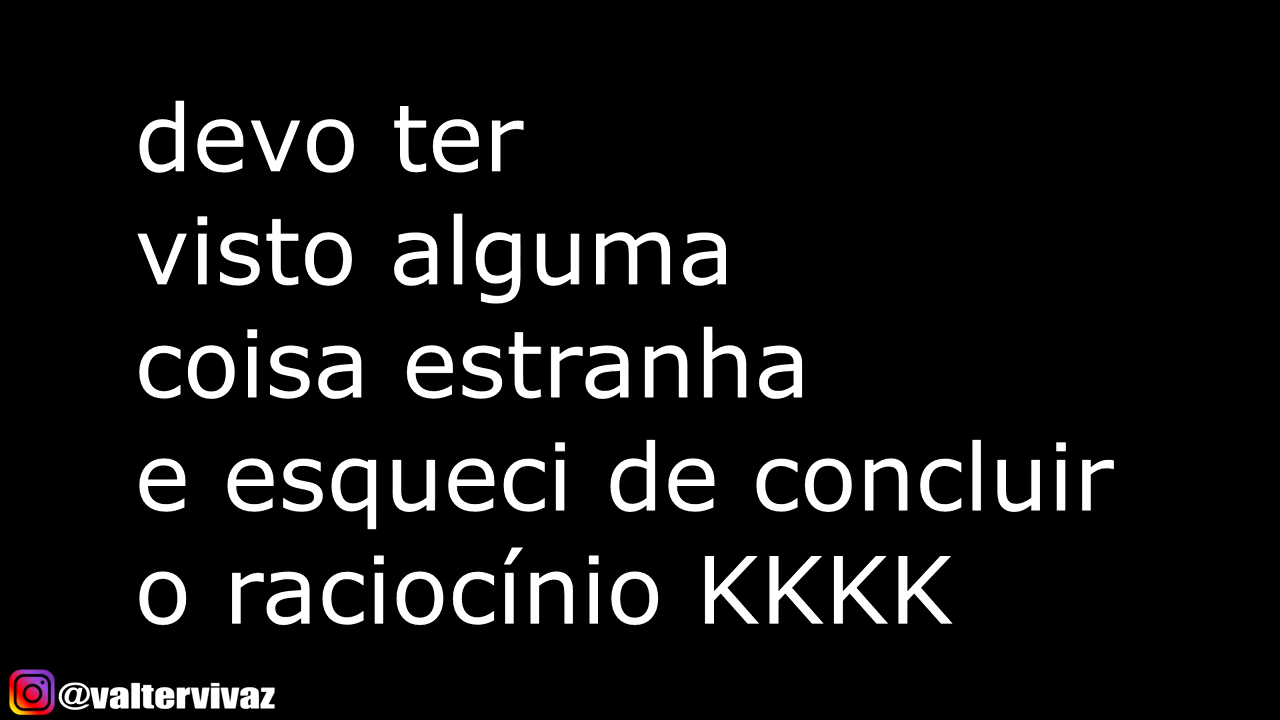 devo ter
visto alguma
coisa estranha
e esqueci de concluir
o raciocínio KKKK
@valtervivaz